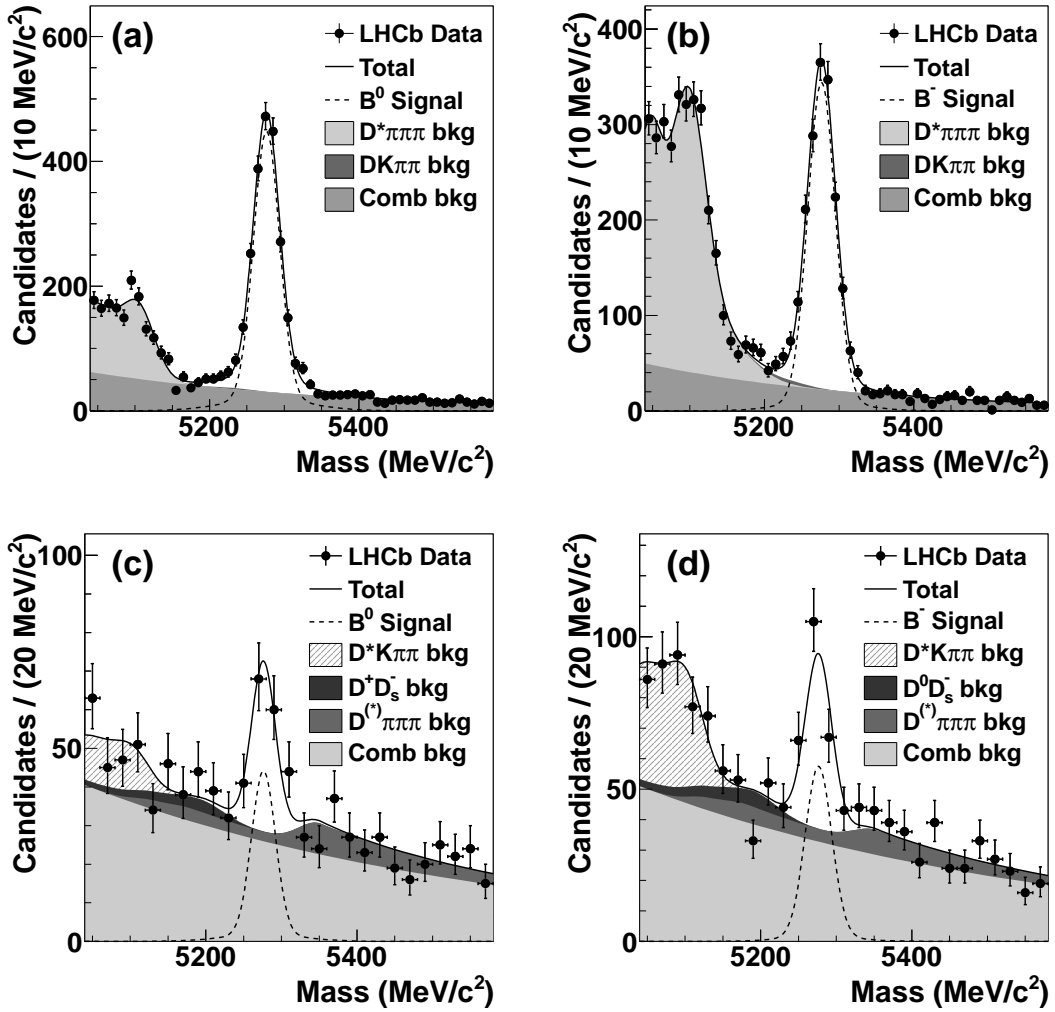 (a)
LHCb Data
Total
B⁰ Signal
D*πππ bkg
DKππ bkg
Comb bkg
Candidates / (10 MeV/c²)
600
400
200
0
5200 5400
Mass (MeV/c²)
(b)
LHCb Data
Total
B⁻ Signal
D*πππ bkg
DKππ bkg
Comb bkg
Candidates / (10 MeV/c²)
400
300
200
100
0
5200 5400
Mass (MeV/c²)
(c)
LHCb Data
Total
B⁰ Signal
D*Kππ bkg
D⁺Dₛ⁻ bkg
D⁽*⁾πππ bkg
Comb bkg
Candidates / (20 MeV/c²)
100
50
0
5200 5400
Mass (MeV/c²)
(d)
LHCb Data
Total
B⁻ Signal
D*Kππ bkg
D⁰Dₛ⁻ bkg
D⁽*⁾πππ bkg
Comb bkg
Candidates / (20 MeV/c²)
100
50
0
5200 5400
Mass (MeV/c²)